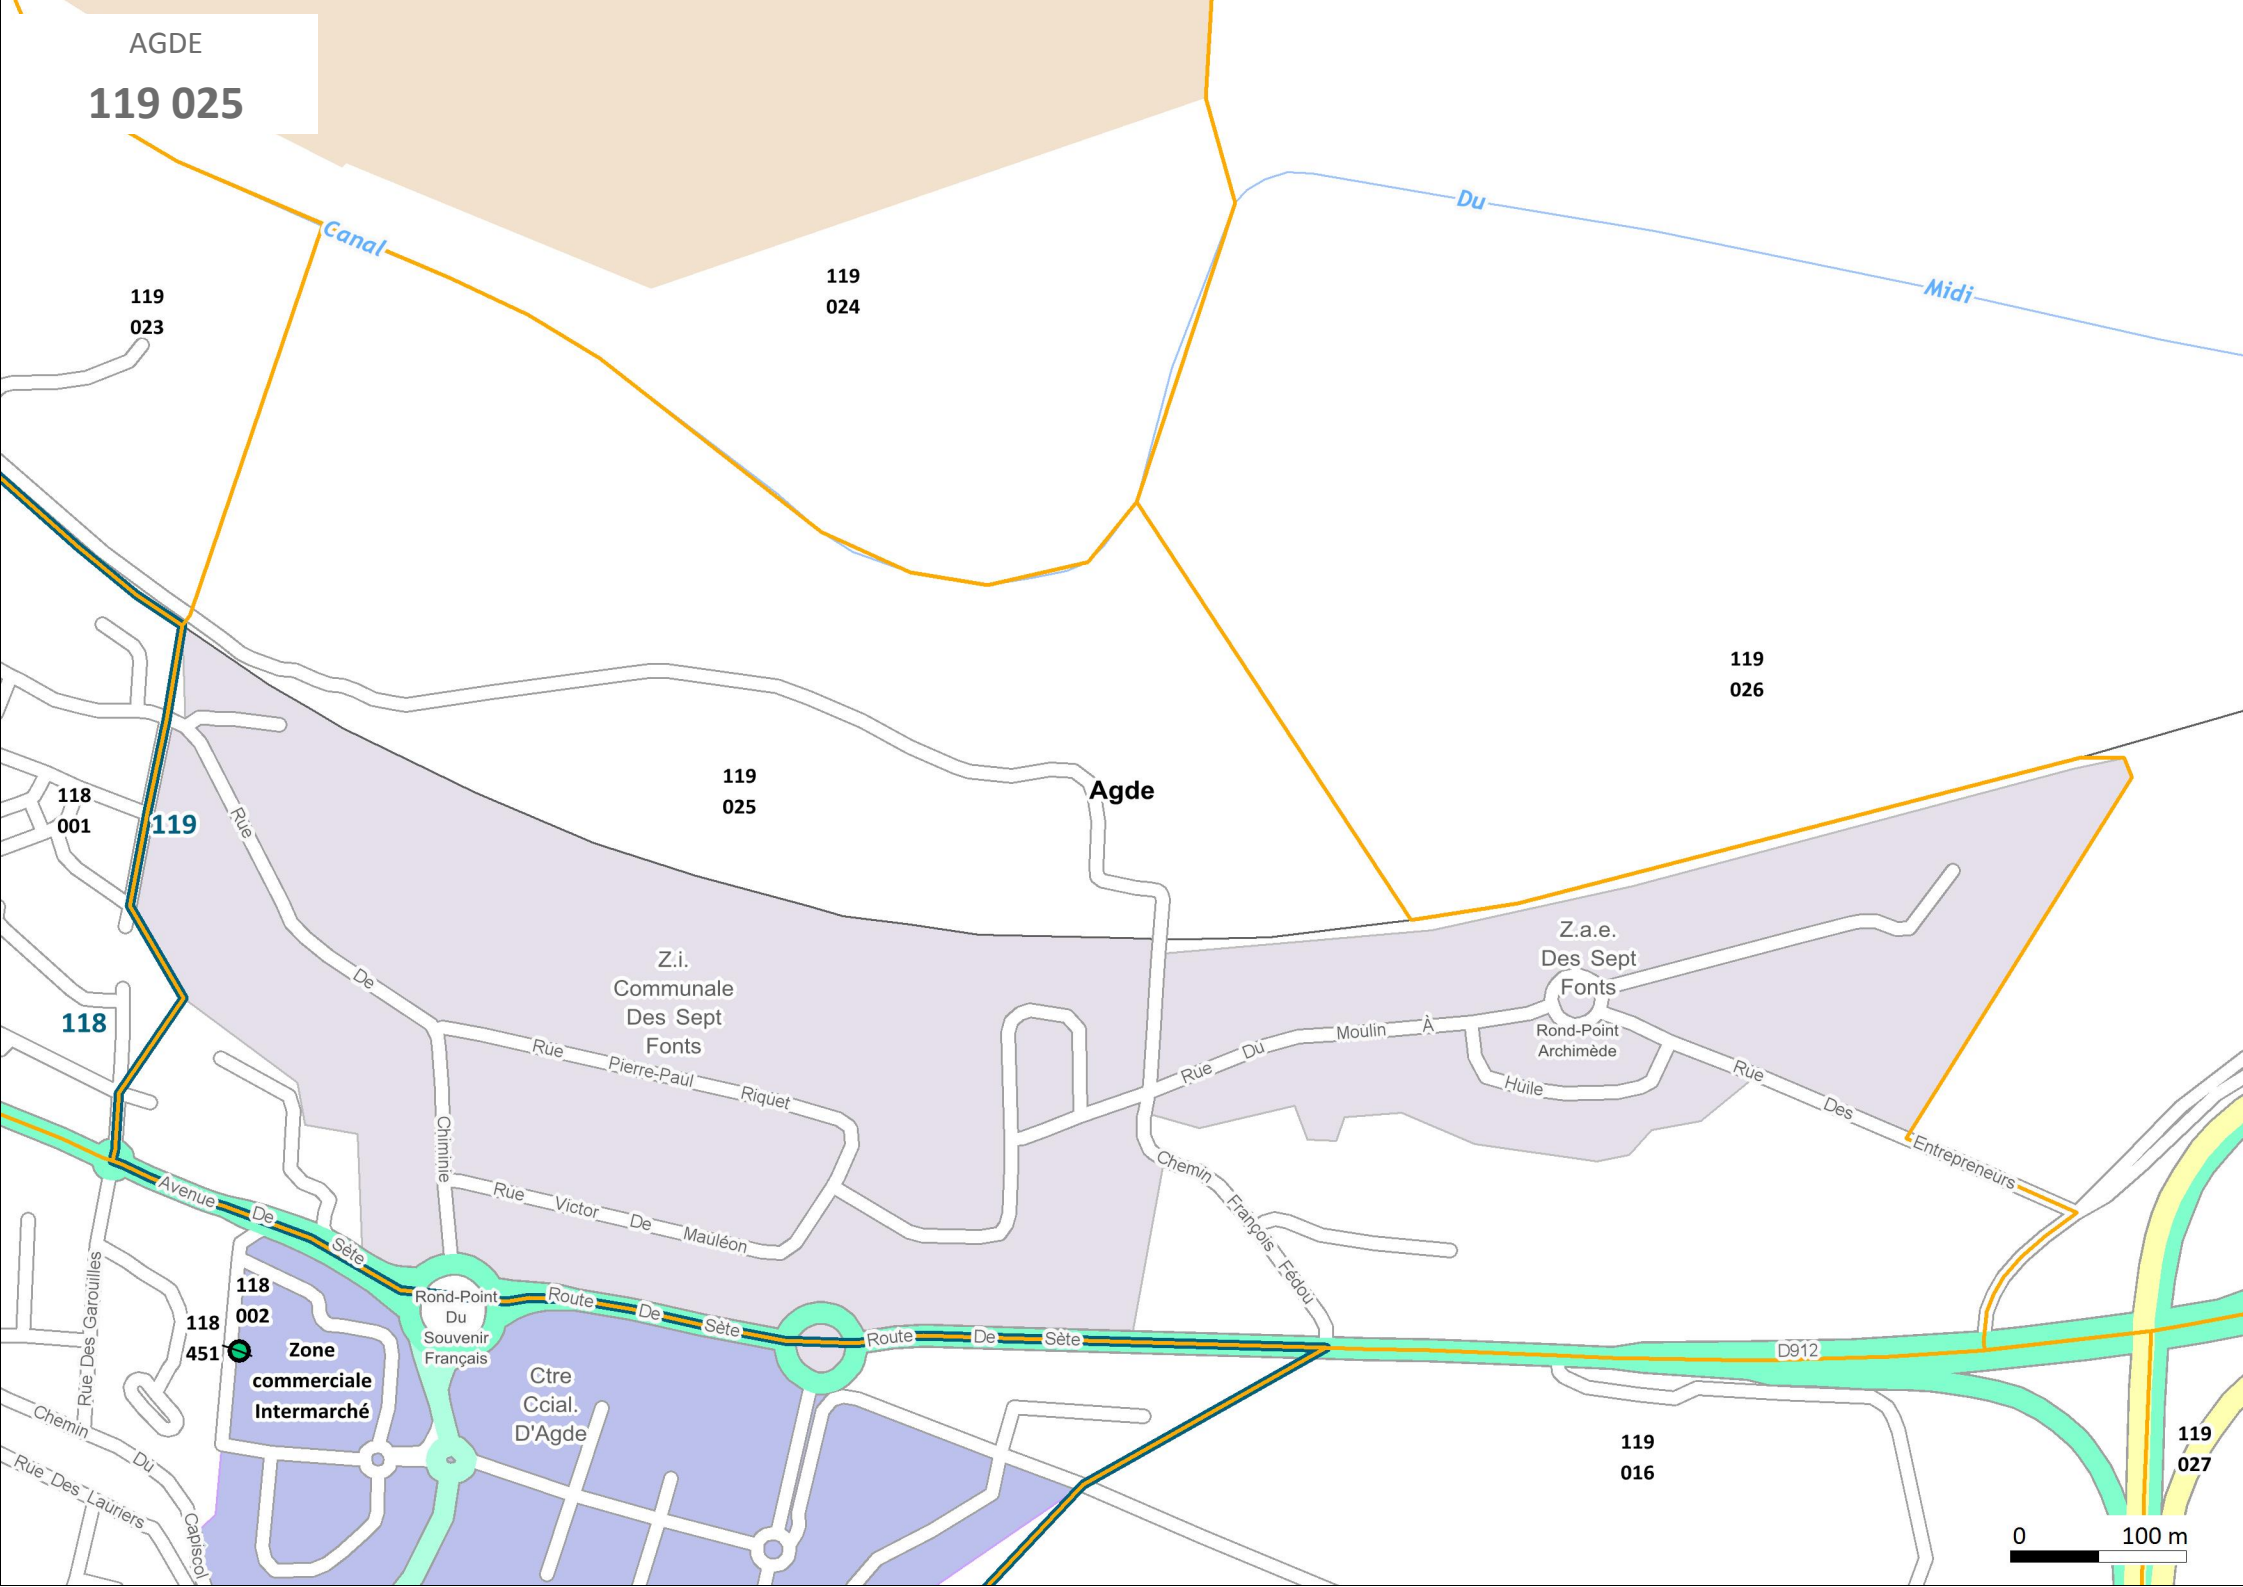 AGDE
119 025
Canal
Du
Midi
119
023
119
024
119
026
119
025
Agde
118
001
119
118
Rue
De
Chiminie
Z.i.
Communale
Des Sept
Fonts
Z.a.e.
Des Sept
Fonts
Rond-Point
Archimède
Rue Pierre-Paul Riquet
Rue Du Moulin À
Huile
Rue Des Entrepreneurs
Rue Victor De Mauléon
Chemin François Fédou
Avenue De Sète
Rond-Point
Du
Souvenir
Français
Route De Sète
Route De Sète
D912
Rue Des Garouilles
118
002
118
451
Zone
commerciale
Intermarché
Ctre
Ccial.
D'Agde
Chemin Du Capiscol
Rue Des Lauriers
119
016
119
027
0 100 m